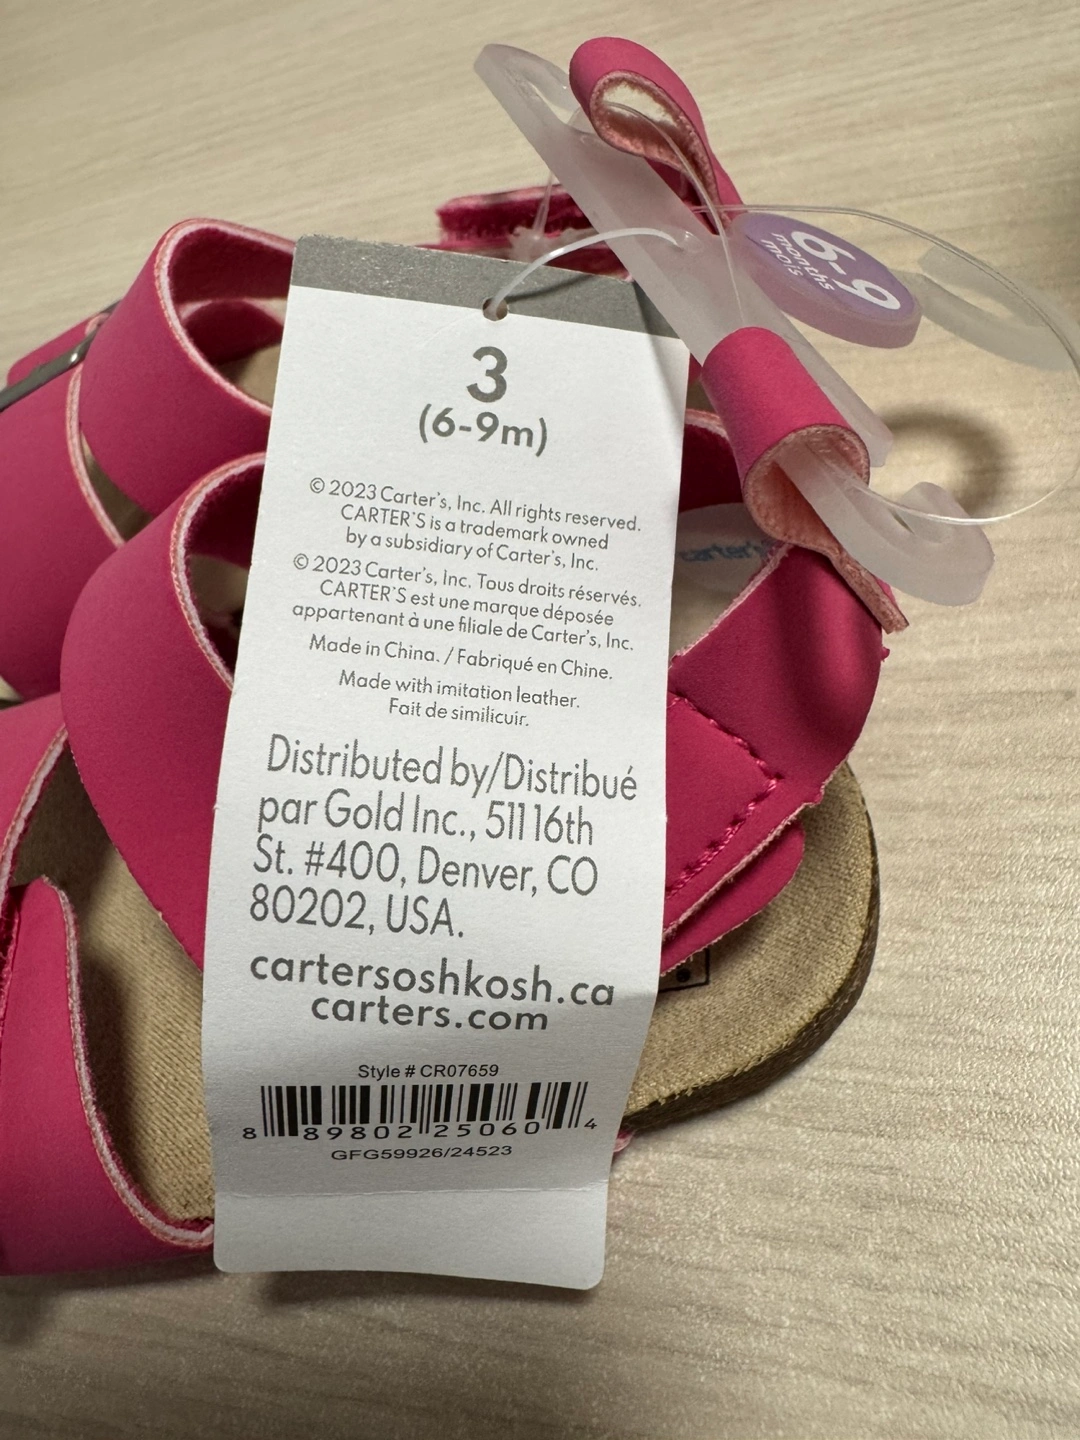 6-9
months
mois
3
(6-9m)
© 2023 Carter's, Inc. All rights reserved.
CARTER'S is a trademark owned
by a subsidiary of Carter's, Inc.
© 2023 Carter's, Inc. Tous droits réservés.
CARTER'S est une marque déposée
appartenant à une filiale de Carter's, Inc.
Made in China. / Fabriqué en Chine.
Made with imitation leather.
Fait de similicuir.
Distributed by/Distribué
par Gold Inc., 511 16th
St. #400, Denver, CO
80202, USA.
cartersoshkosh.ca
carters.com
Style # CR07659
8 89802 25060 4
GFG59926/24523
carter's